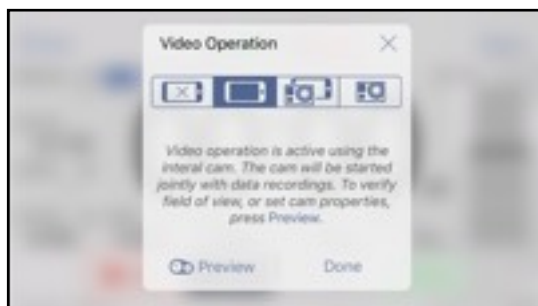 Video Operation
Video operation is active using the
interal cam. The cam will be started
jointly with data recordings. To verify
field of view, or set cam properties,
press Preview.
Preview Done